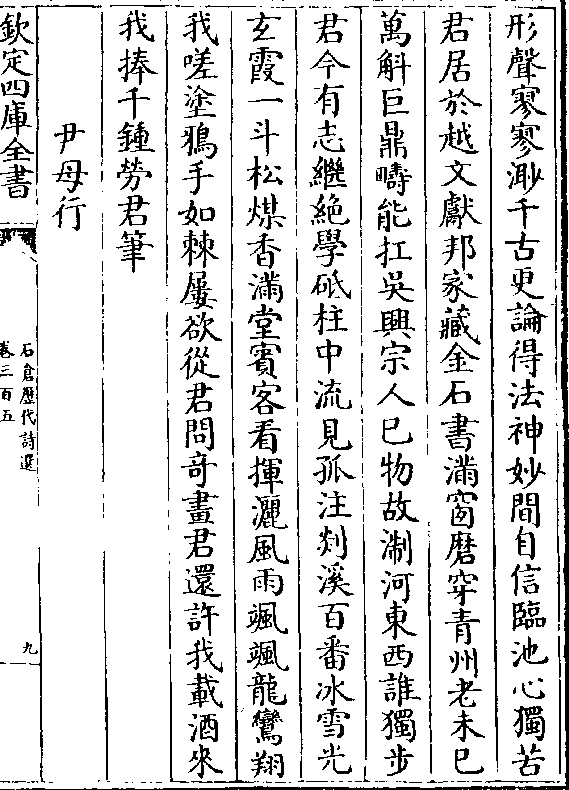 形聲寥寥渺千古更論得法神妙間自信臨池心獨苦
君居於越文獻邦家藏金石書滿窗磨穿青州老未已
萬斛巨鼎疇能扛吳興宗人已物故淛河東西誰獨步
君今有志繼絶學砥柱中流見孤注剡溪百番冰雪光
玄霞一斗松煤香滿堂賓客看揮灑風雨颯颯龍鸞翔
我嗟塗鴉手如棘屢欲從君問奇畫君還許我載酒來
我捧千鍾勞君筆
尹母行
欽定四庫全書
石倉歷代詩選
卷三百五
九